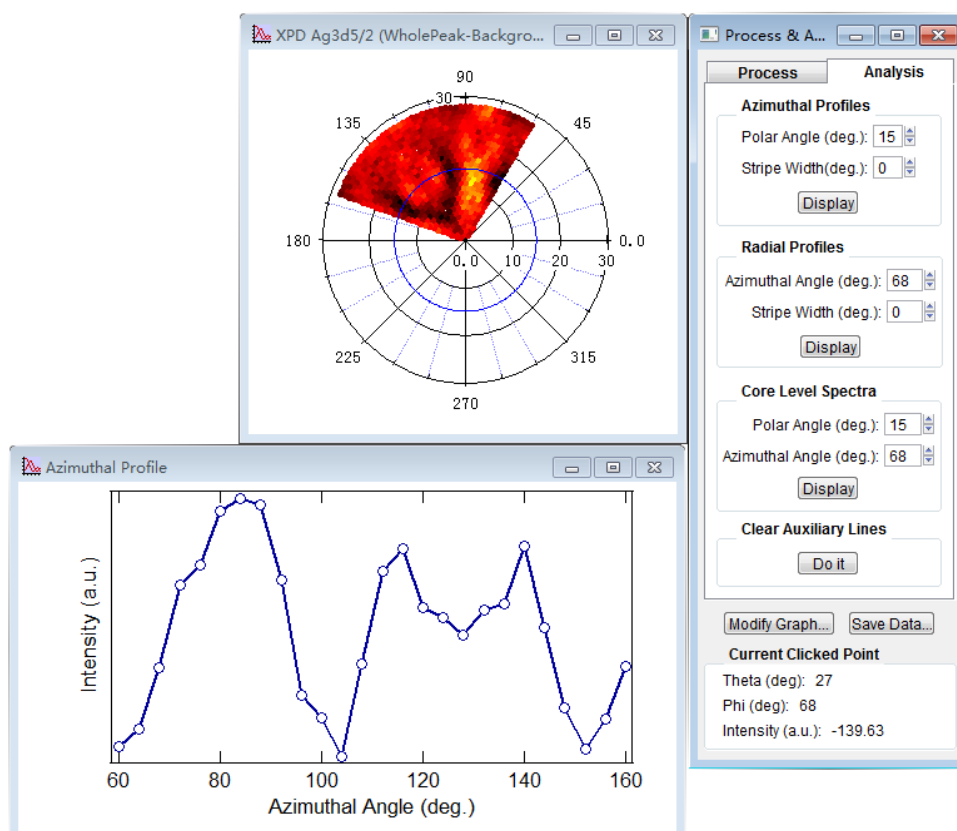 XPD Ag3d5/2 (WholePeak-Backgro...
90
30
135
45
180
0.0
0.0 10 20 30
225
315
270
Process & A...
Process Analysis
Azimuthal Profiles
Polar Angle (deg.): 15
Stripe Width(deg.): 0
Display
Radial Profiles
Azimuthal Angle (deg.): 68
Stripe Width (deg.): 0
Display
Core Level Spectra
Polar Angle (deg.): 15
Azimuthal Angle (deg.): 68
Display
Clear Auxiliary Lines
Do it
Modify Graph... Save Data...
Current Clicked Point
Theta (deg): 27
Phi (deg): 68
Intensity (a.u.): -139.63
Azimuthal Profile
Intensity (a.u.)
60 80 100 120 140 160
Azimuthal Angle (deg.)